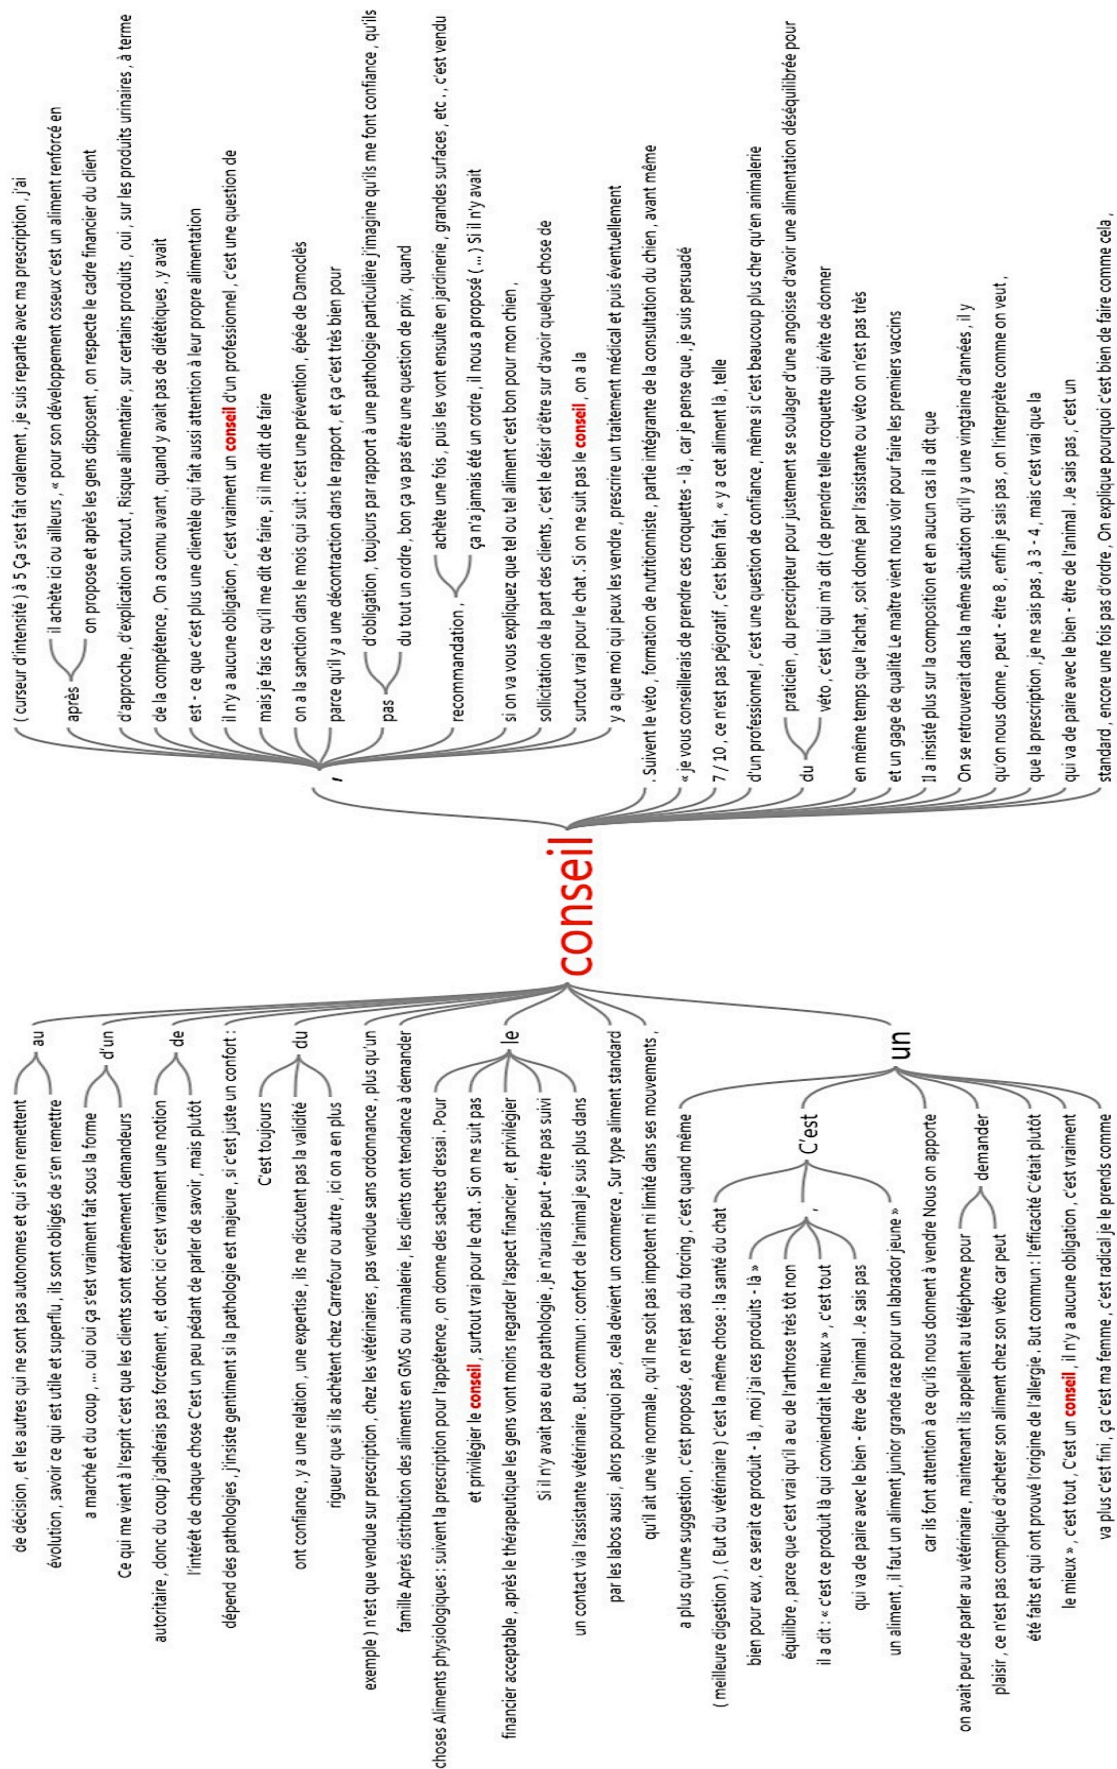 de décision , et les autres qui ne sont pas autonomes et qui s'en remettent
évolution , savoir ce qui est utile et superflu , ils sont obligés de s'en remettre
au
a marché et du coup , ... oui oui ça s'est vraiment fait sous la forme
Ce qui me vient à l'esprit c'est que les clients sont extrêmement demandeurs
d'un
autoritaire , donc du coup j'adhérais pas forcément , et donc ici c'est vraiment une notion
l'intérêt de chaque chose C'est un peu pédant de parler de savoir , mais plutôt
de
dépend des pathologies , j'insiste gentiment si la pathologie est majeure , si c'est juste un confort :
C'est toujours
ont confiance , y a une relation , une expertise , ils ne discutent pas la validité
rigueur que si ils achètent chez Carrefour ou autre , ici on a en plus
du
exemple ) n'est que vendue sur prescription , chez les vétérinaires , pas vendue sans ordonnance , plus qu'un
famille Après distribution des aliments en GMS ou animalerie , les clients ont tendance à demander
choses Aliments physiologiques : suivent la prescription pour l'appétence , on donne des sachets d'essai . Pour
et privilégier le conseil , surtout vrai pour le chat . Si on ne suit pas
financier acceptable , après le thérapeutique les gens vont moins regarder l'aspect financier , et privilégier
Si il n'y avait pas eu de pathologie , je n'aurais peut - être pas suivi
un contact via l'assistante vétérinaire . But commun : confort de l'animal je suis plus dans
le
par les labos aussi , alors pourquoi pas , cela devient un commerce , Sur type aliment standard
qu'il ait une vie normale , qu'il ne soit pas impotent ni limité dans ses mouvements ,
a plus qu'une suggestion , c'est proposé , ce n'est pas du forcing , c'est quand même
( meilleure digestion ) , ( But du vétérinaire ) c'est la même chose : la santé du chat
bien pour eux , ce serait ce produit - là , moi j'ai ces produits - là »
équilibre , parce que c'est vrai qu'il a eu de l'arthrose très tôt non
il a dit : « c'est ce produit là qui conviendrait le mieux » , c'est tout
qui va de paire avec le bien - être de l'animal . Je sais pas
,
un aliment , il faut un aliment junior grande race pour un labrador jeune »
C'est
car ils font attention à ce qu'ils nous donnent à vendre Nous on apporte
on avait peur de parler au vétérinaire , maintenant ils appellent au téléphone pour
plaisir , ce n'est pas compliqué d'acheter son aliment chez son véto car peut
demander
été faits et qui ont prouvé l'origine de l'allergie . But commun : l'efficacité C'était plutôt
le mieux » , c'est tout , C'est un conseil , il n'y a aucune obligation , c'est vraiment
va plus c'est fini , ça c'est ma femme , c'est radical je le prends comme
un
conseil
( curseur d'intensité ) à 5 Ça s'est fait oralement , je suis repartie avec ma prescription , j'ai
après
il achète ici ou ailleurs , « pour son développement osseux c'est un aliment renforcé en
on propose et après les gens disposent , on respecte le cadre financier du client
d'approche , d'explication surtout , Risque alimentaire , sur certains produits , oui , sur les produits urinaires , à terme
de la compétence , On a connu avant , quand y avait pas de diététiques , y avait
est - ce que c'est plus une clientèle qui fait aussi attention à leur propre alimentation
il n'y a aucune obligation , c'est vraiment un conseil d'un professionnel , c'est une question de
mais je fais ce qu'il me dit de faire , si il me dit de faire
on a la sanction dans le mois qui suit : c'est une prévention , épée de Damoclès
parce qu'il y a une décontraction dans le rapport , et ça c'est très bien pour
pas
d'obligation , toujours par rapport à une pathologie particulière j'imagine qu'ils me font confiance , qu'ils
du tout un ordre , bon ça va pas être une question de prix , quand
recommandation ,
achète une fois , puis les vont ensuite en jardinerie , grandes surfaces , etc . , c'est vendu
ça n'a jamais été un ordre , il nous a proposé ( ... ) Si il n'y avait
si on va vous expliquez que tel ou tel aliment c'est bon pour mon chien ,
sollicitation de la part des clients , c'est le désir d'être sur d'avoir quelque chose de
surtout vrai pour le chat . Si on ne suit pas le conseil , on a la
y a que moi qui peux les vendre , prescrire un traitement médical et puis éventuellement
,
. Suivent le véto , formation de nutritionniste , partie intégrante de la consultation du chien , avant même
« je vous conseillerais de prendre ces croquettes - là , car je pense que , je suis persuadé
7 / 10 , ce n'est pas péjoratif , c'est bien fait , « y a cet aliment là , telle
d'un professionnel , c'est une question de confiance , même si c'est beaucoup plus cher qu'en animalerie
du
praticien , du prescripteur pour justement se soulager d'une angoisse d'avoir une alimentation déséquilibrée pour
véto , c'est lui qui m'a dit ( de prendre telle croquette qui évite de donner
en même temps que l'achat , soit donné par l'assistante ou véto on n'est pas très
et un gage de qualité Le maître vient nous voir pour faire les premiers vaccins
Il a insisté plus sur la composition et en aucun cas il a dit que
On se retrouverait dans la même situation qu'il y a une vingtaine d'années , il y
qu'on nous donne , peut - être 8 , enfin je sais pas , on l'interprète comme on veut ,
que la prescription , je ne sais pas , à 3 - 4 , mais c'est vrai que la
qui va de paire avec le bien - être de l'animal . Je sais pas , c'est un
standard , encore une fois pas d'ordre . On explique pourquoi c'est bien de faire comme cela ,